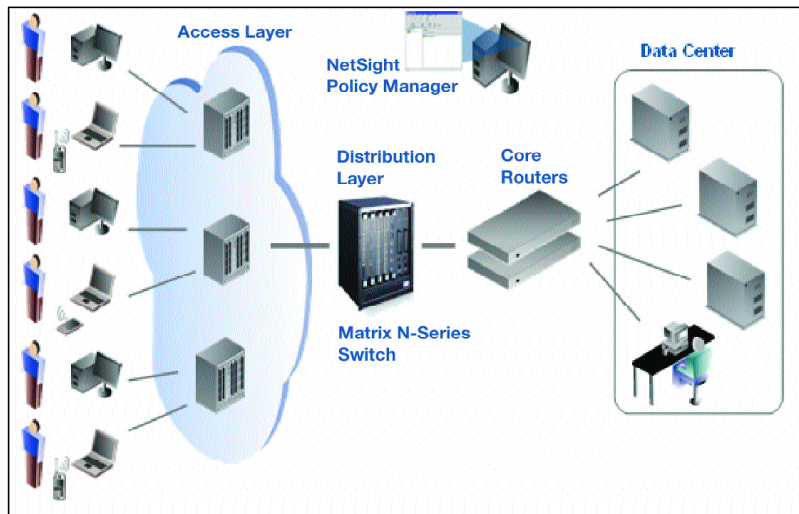 Access Layer
NetSight
Policy Manager
Data Center
Distribution
Layer
Core
Routers
Matrix N-Series
Switch